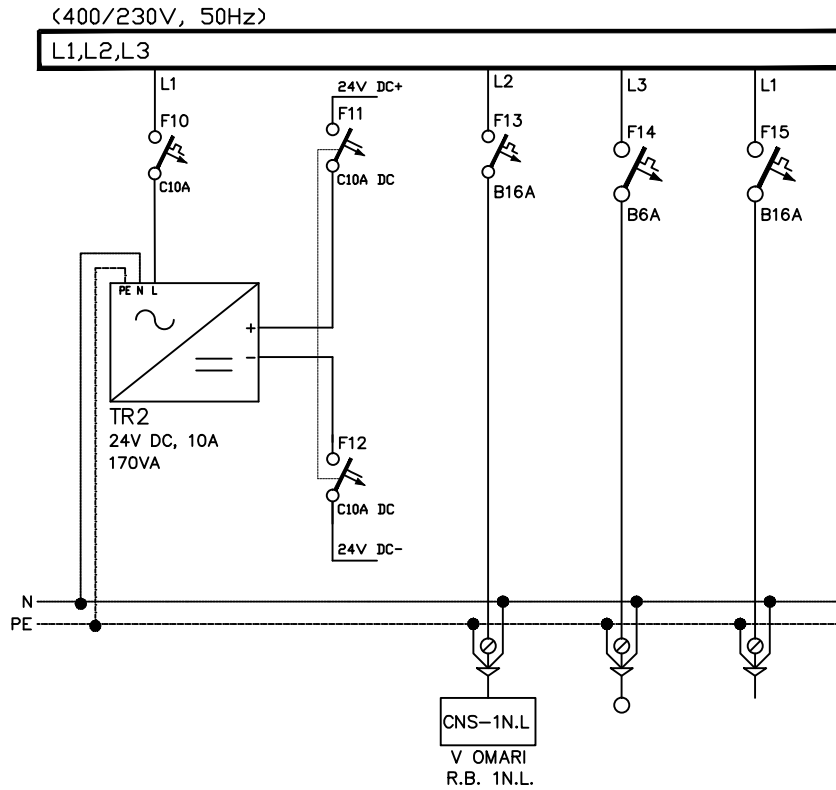 (400/230V, 50Hz)
L1,L2,L3
L1
24V DC+
L2
L3
L1
F10
F11
F13
F14
F15
C10A
C10A DC
B16A
B6A
B16A
PE N L
+
-
TR2
24V DC, 10A
170VA
F12
C10A DC
24V DC-
N
PE
CNS-1N.L
V OMARI
R.B. 1N.L.